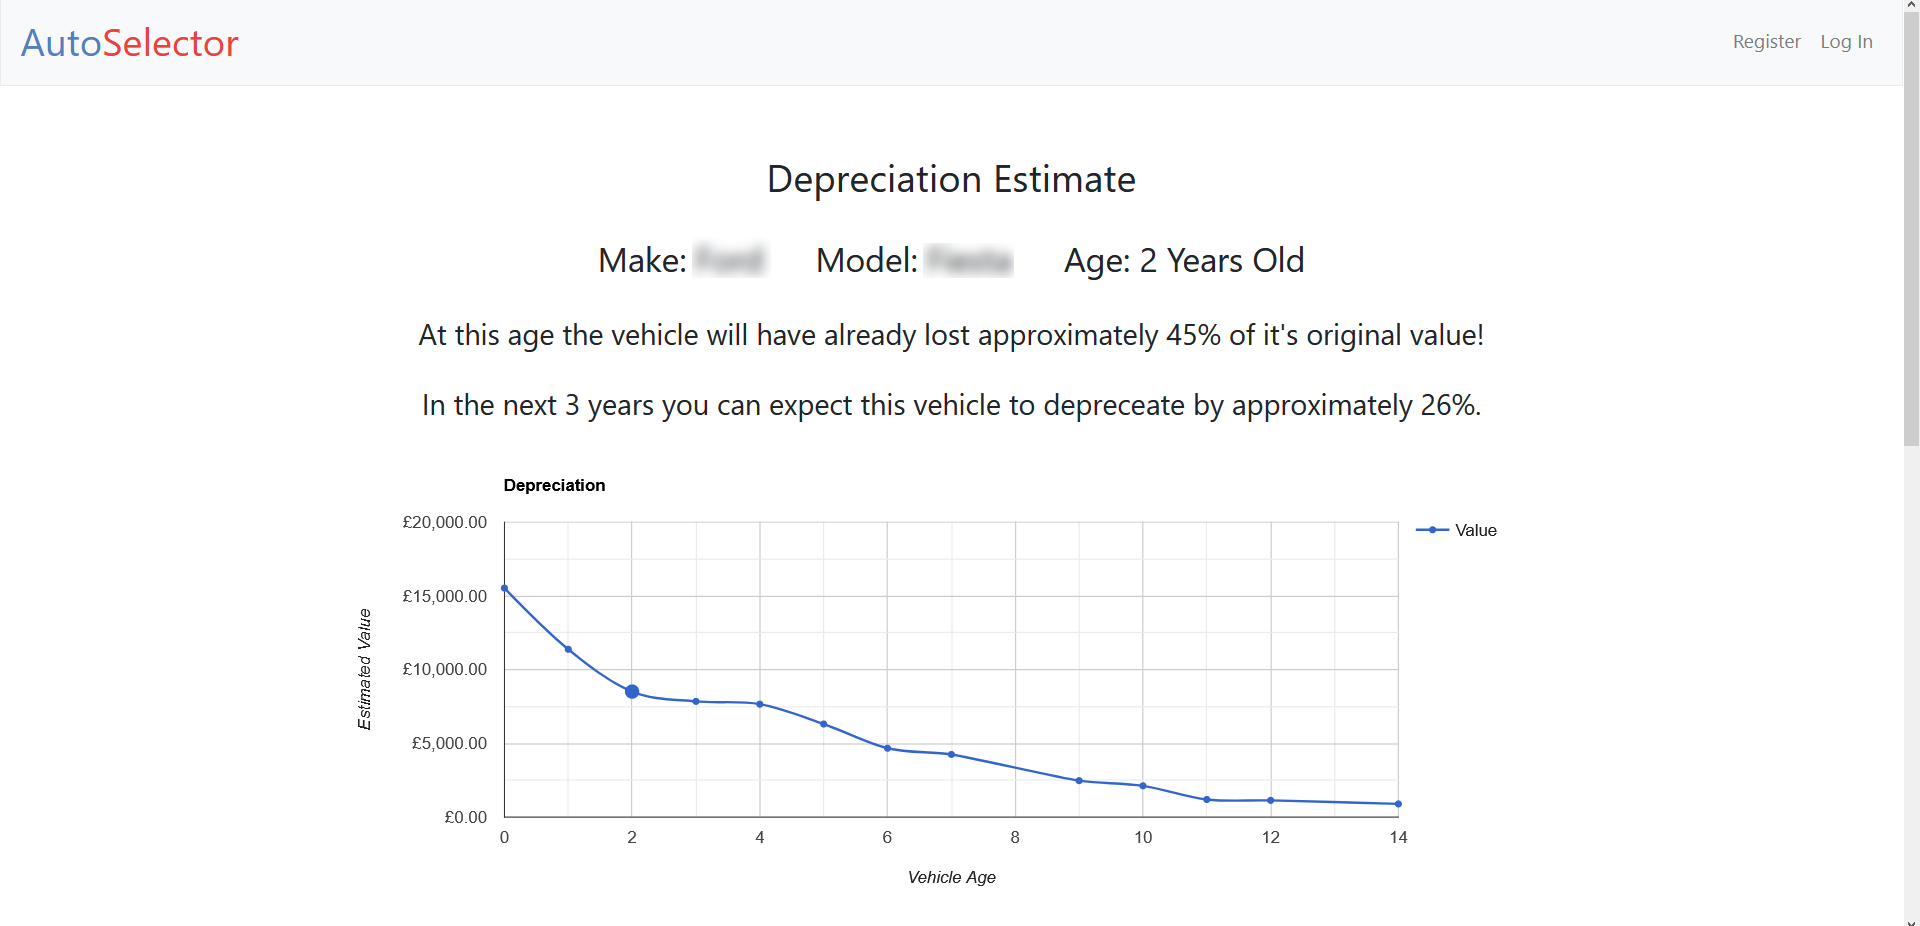 AutoSelector
Register Log In
Depreciation Estimate
Make: Model: Age: 2 Years Old
At this age the vehicle will have already lost approximately 45% of it's original value!
In the next 3 years you can expect this vehicle to depreceate by approximately 26%.
Depreciation
£20,000.00
£15,000.00
£10,000.00
£5,000.00
£0.00
Estimated Value
Value
0 2 4 6 8 10 12 14
Vehicle Age